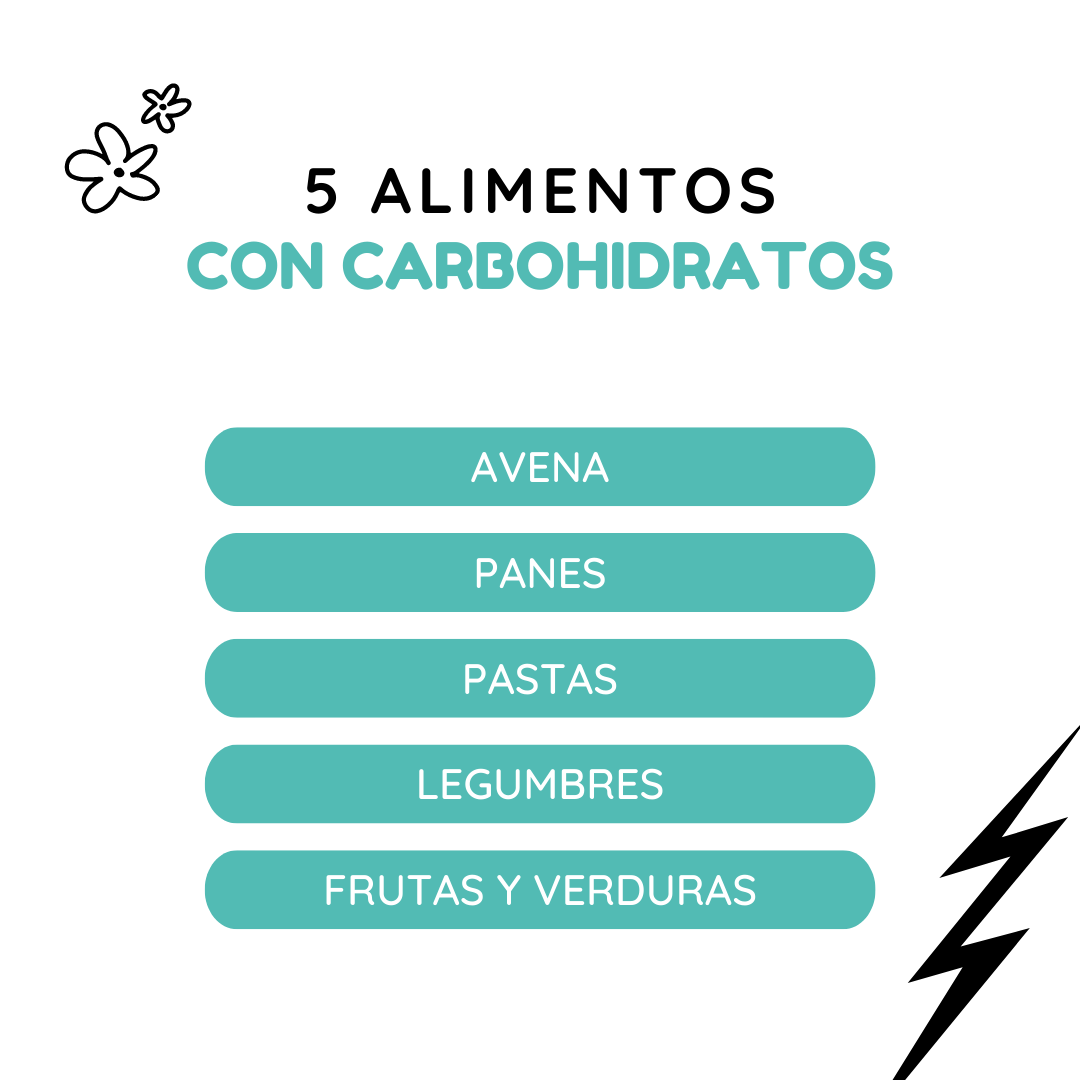 5 ALIMENTOS
CON CARBOHIDRATOS
AVENA
PANES
PASTAS
LEGUMBRES
FRUTAS Y VERDURAS